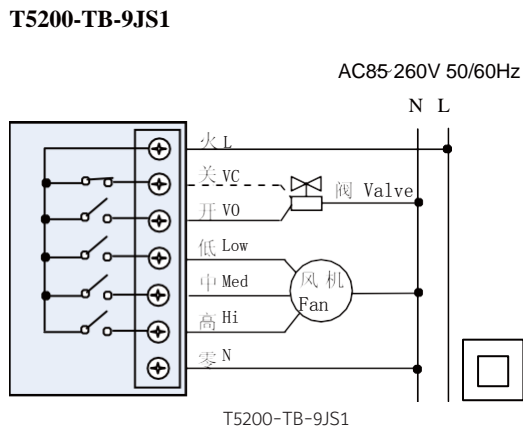 T5200-TB-9JS1
AC85~260V 50/60Hz
N L
火 L
关 VC
阀 Valve
开 VO
低 Low
风 机
中 Med
Fan
高 Hi
零 N
T5200-TB-9JS1